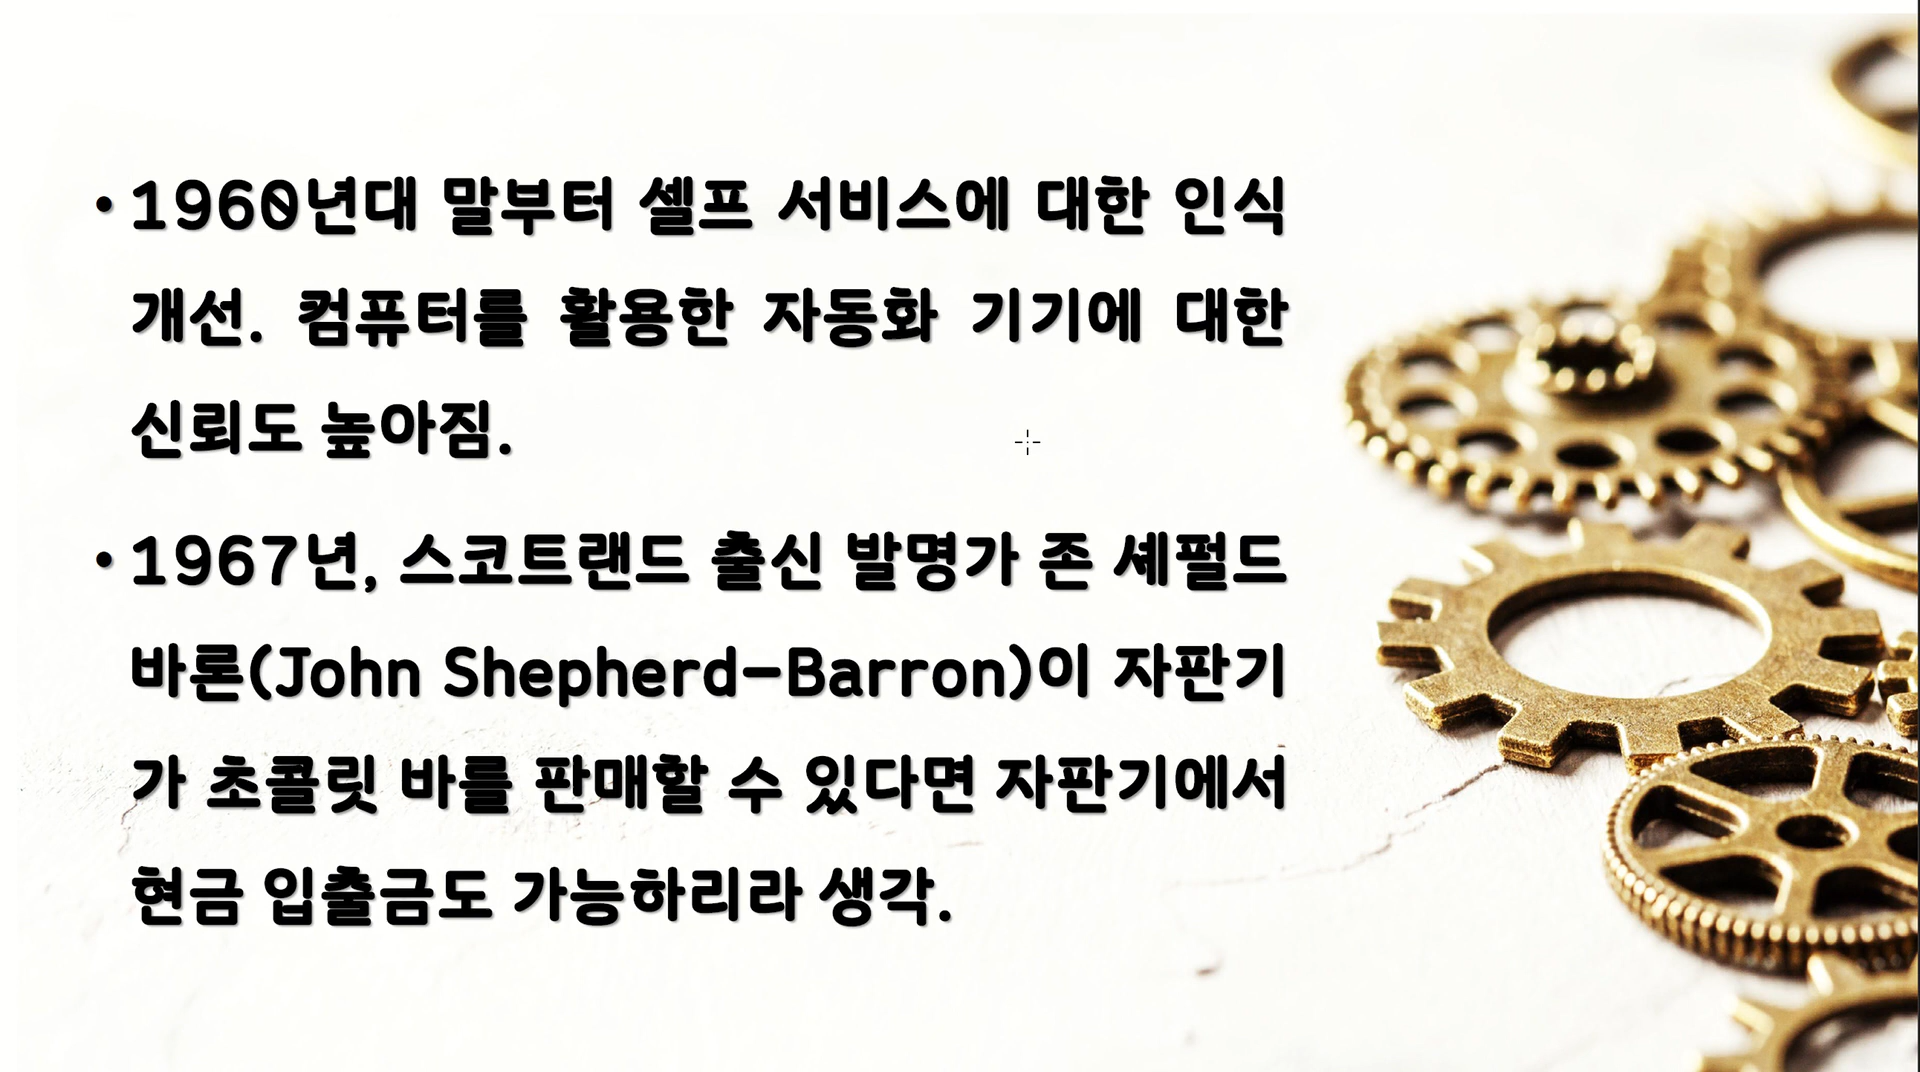 • 1960년대 말부터 셀프 서비스에 대한 인식
개선. 컴퓨터를 활용한 자동화 기기에 대한
신뢰도 높아짐.
• 1967년, 스코트랜드 출신 발명가 존 셰펄드
바론(John Shepherd-Barron)이 자판기
가 초콜릿 바를 판매할 수 있다면 자판기에서
현금 입출금도 가능하리라 생각.